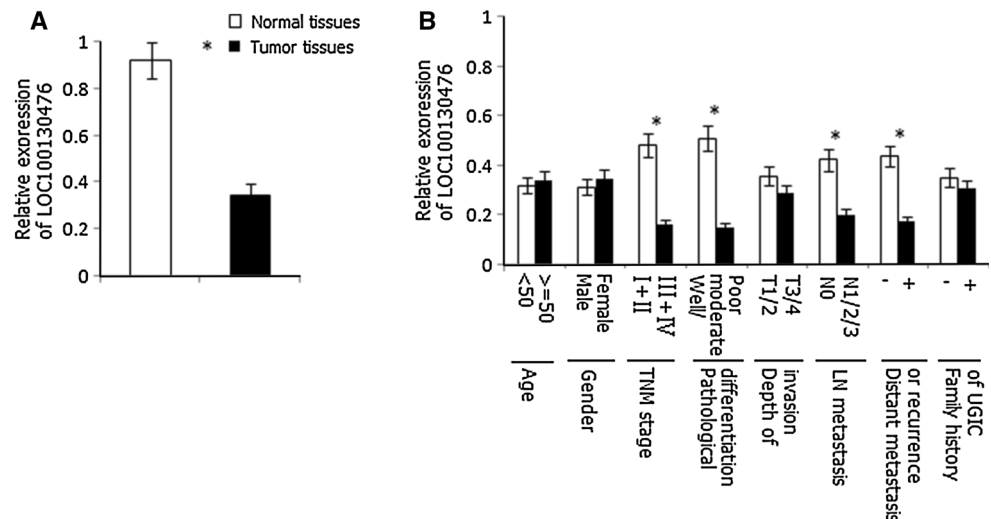 A
Normal tissues
* Tumor tissues
Relative expression
of LOC100130476
1
0.8
0.6
0.4
0.2
0
B
Relative expression
of LOC100130476
1
0.8
0.6
0.4
0.2
0
*
*
*
*
>=50
<50
Age
Female
Male
Gender
III+IV
I+II
TNM stage
Poor
moderate
Well/
differentiation
Pathological
T3/4
T1/2
invasion
Depth of
N1/2/3
N0
LN metastasis
+
-
or recurrence
Distant metastasis
+
-
of UGIC
Family history